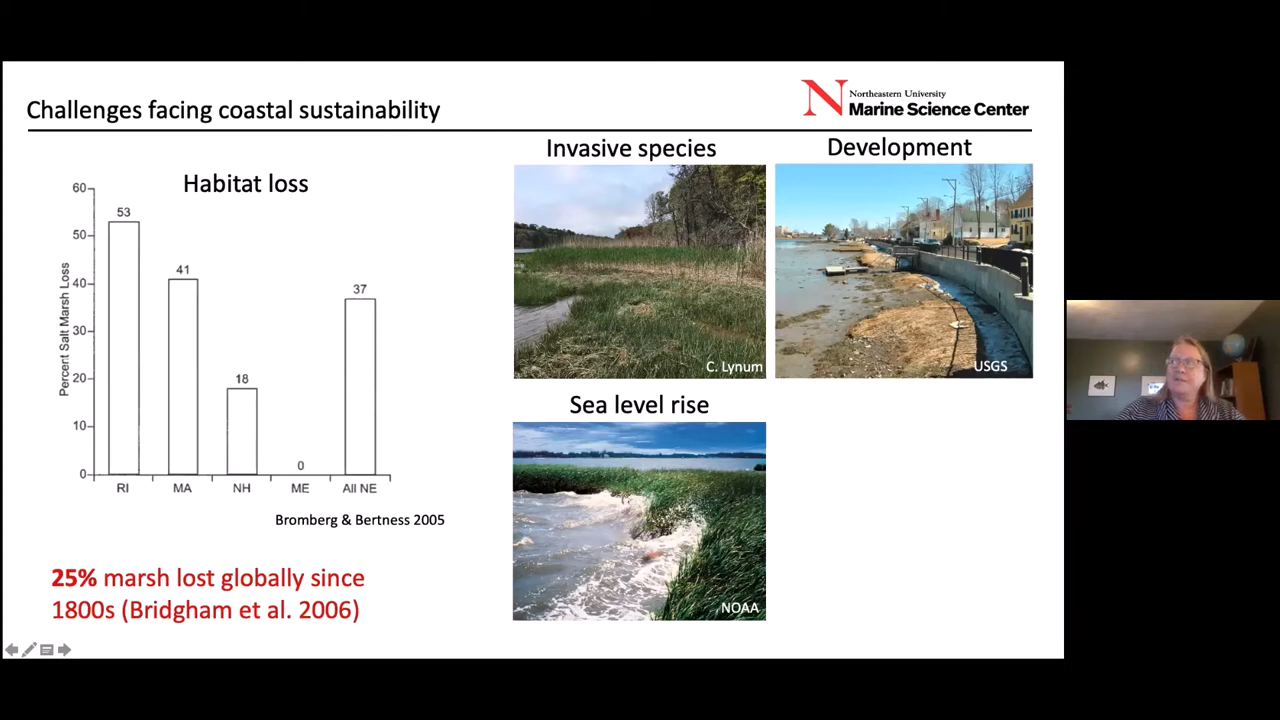 Challenges facing coastal sustainability
N
Northeastern University
Marine Science Center
Habitat loss
Percent Salt Marsh Loss
60
50
40
30
20
10
0
53
41
18
0
37
RI
MA
NH
ME
All NE
Bromberg & Bertness 2005
25% marsh lost globally since
1800s (Bridgham et al. 2006)
Invasive species
C. Lynum
Development
USGS
Sea level rise
NOAA